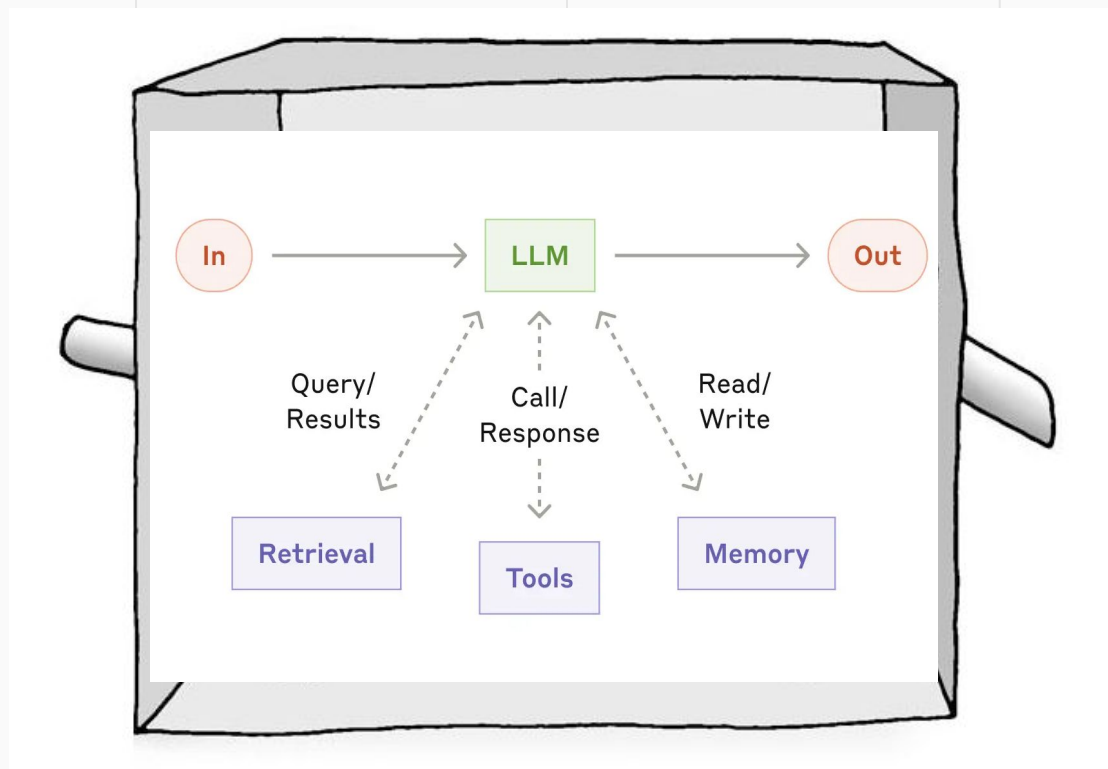 In
LLM
Out
Query/
Results
Call/
Response
Read/
Write
Retrieval
Tools
Memory